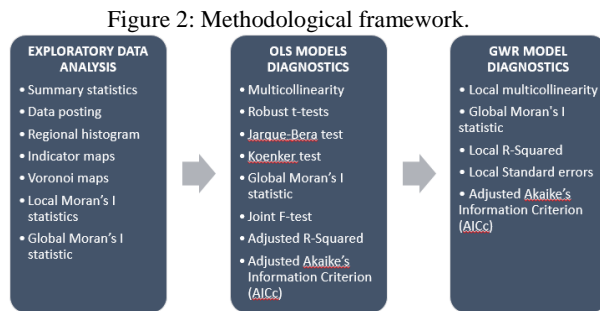 Figure 2: Methodological framework.
EXPLORATORY DATA
ANALYSIS
• Summary statistics
• Data posting
• Regional histogram
• Indicator maps
• Voronoi maps
• Local Moran's I
statistics
• Global Moran's I
statistic
OLS MODELS
DIAGNOSTICS
• Multicollinearity
• Robust t-tests
• Jarque-Bera test
• Koenker test
• Global Moran's I
statistic
• Joint F-test
• Adjusted R-Squared
• Adjusted Akaike's
Information Criterion
(AICc)
GWR MODEL
DIAGNOSTICS
• Local multicollinearity
• Global Moran's I
statistic
• Local R-Squared
• Local Standard errors
• Adjusted Akaike's
Information Criterion
(AICc)